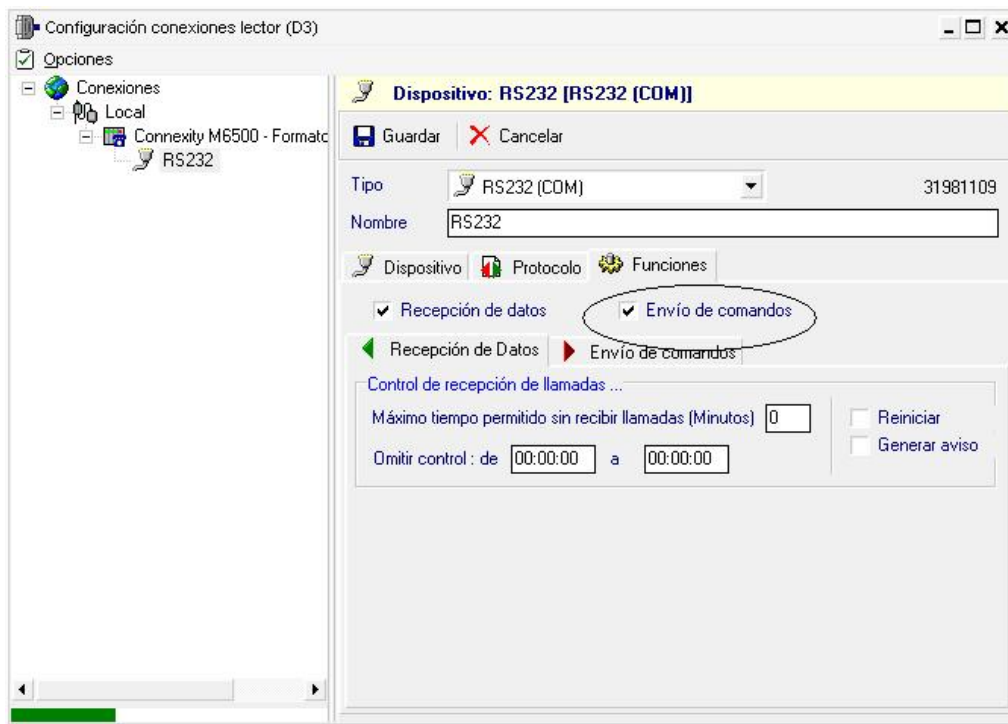 Configuración conexiones lector (D3)
Opciones
Conexiones
Local
Connexity M6500 - Formato
RS232
Dispositivo: RS232 [RS232 (COM)]
Guardar Cancelar
Tipo RS232 (COM) 31981109
Nombre RS232
Dispositivo Protocolo Funciones
Recepción de datos Envío de comandos
Recepción de Datos Envío de comandos
Control de recepción de llamadas ...
Máximo tiempo permitido sin recibir llamadas (Minutos) 0 Reiniciar
Generar aviso
Omitir control : de 00:00:00 a 00:00:00